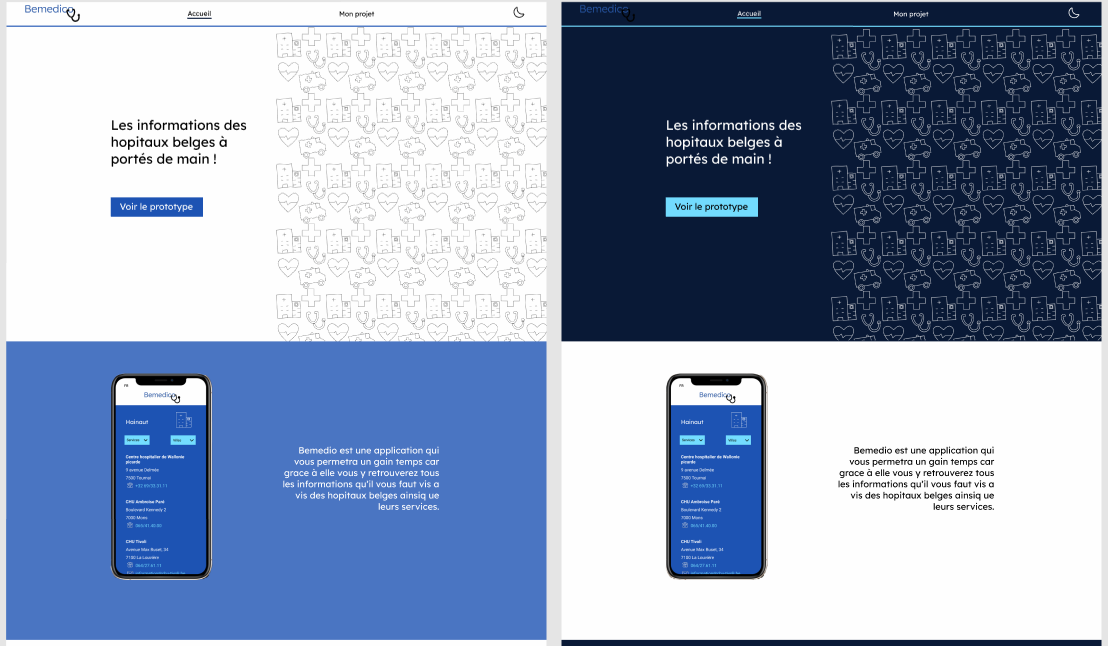 Bemedico
Accueil
Mon projet
Les informations des
hopitaux belges à
portés de main !
Voir le prototype
FR
Bemedico
Hainaut
Services
Villes
Centre hospitalier de Wallonie
picarde
9 avenue Delmée
7500 Tournai
+32 69/33.31.11
CHU Ambroise Paré
Boulevard Kennedy 2
7000 Mons
065/41.40.00
CHU Tivoli
Avenue Max Buset, 34
7100 La Louvière
064/27.61.11
Bemedio est une application qui
vous permetra un gain temps car
grace à elle vous y retrouverez tous
les informations qu'il vous faut vis a
vis des hopitaux belges ainsiq ue
leurs services.
Bemedico
Accueil
Mon projet
Les informations des
hopitaux belges à
portés de main !
Voir le prototype
FR
Bemedico
Hainaut
Services
Villes
Centre hospitalier de Wallonie
picarde
9 avenue Delmée
7500 Tournai
+32 69/33.31.11
CHU Ambroise Paré
Boulevard Kennedy 2
7000 Mons
065/41.40.00
CHU Tivoli
Avenue Max Buset, 34
7100 La Louvière
064/27.61.11
Bemedio est une application qui
vous permetra un gain temps car
grace à elle vous y retrouverez tous
les informations qu'il vous faut vis a
vis des hopitaux belges ainsiq ue
leurs services.